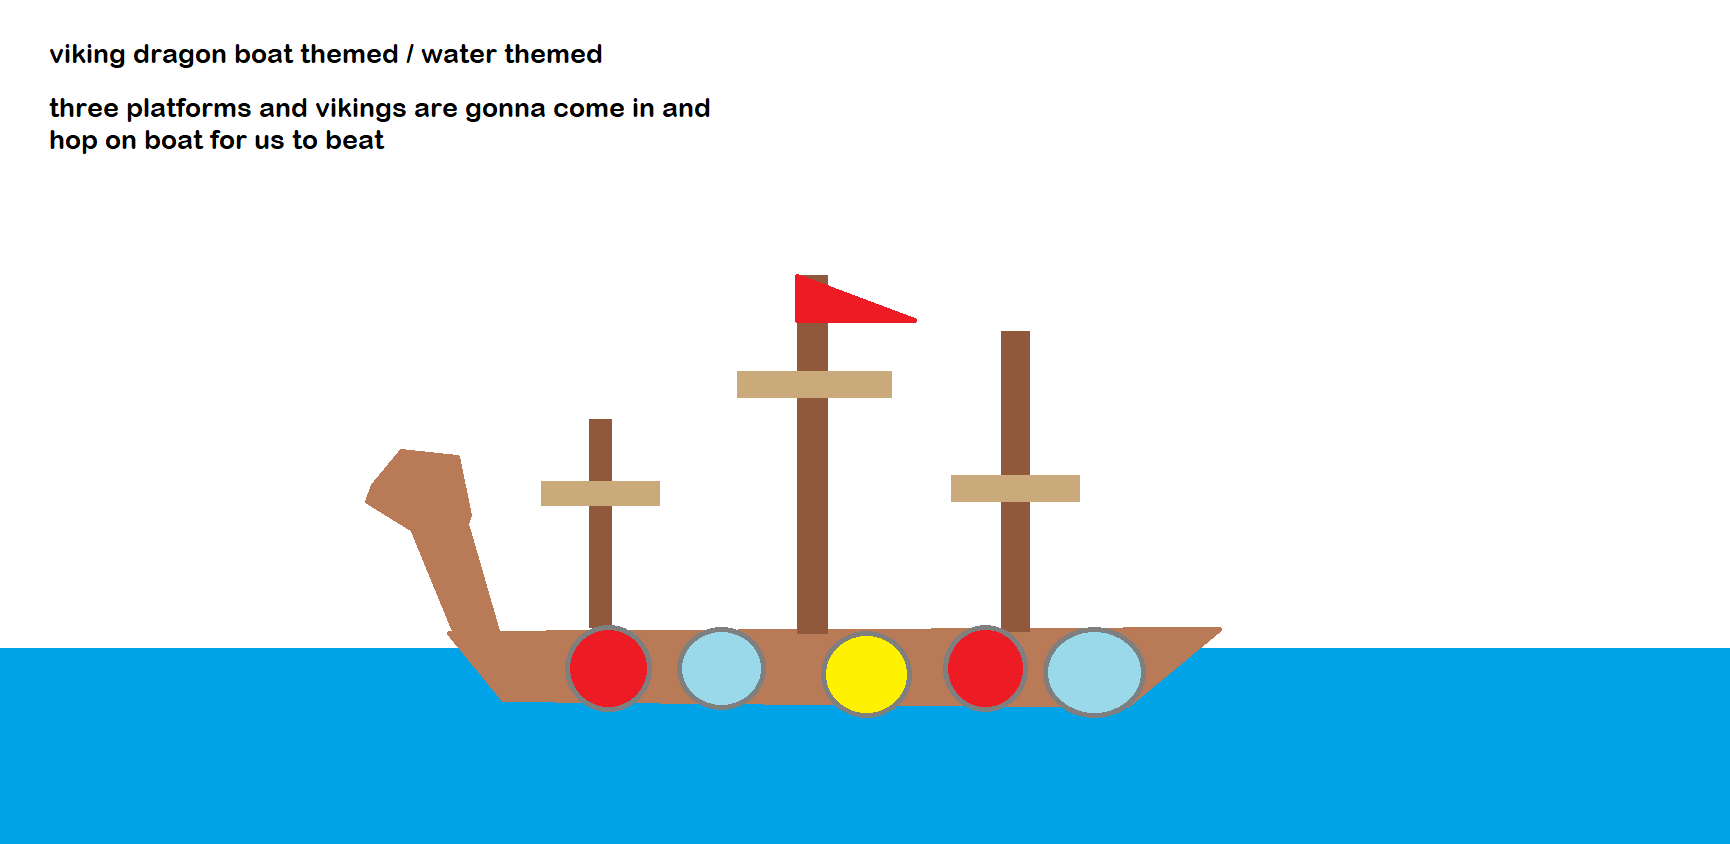 viking dragon boat themed / water themed
three platforms and vikings are gonna come in and
hop on boat for us to beat